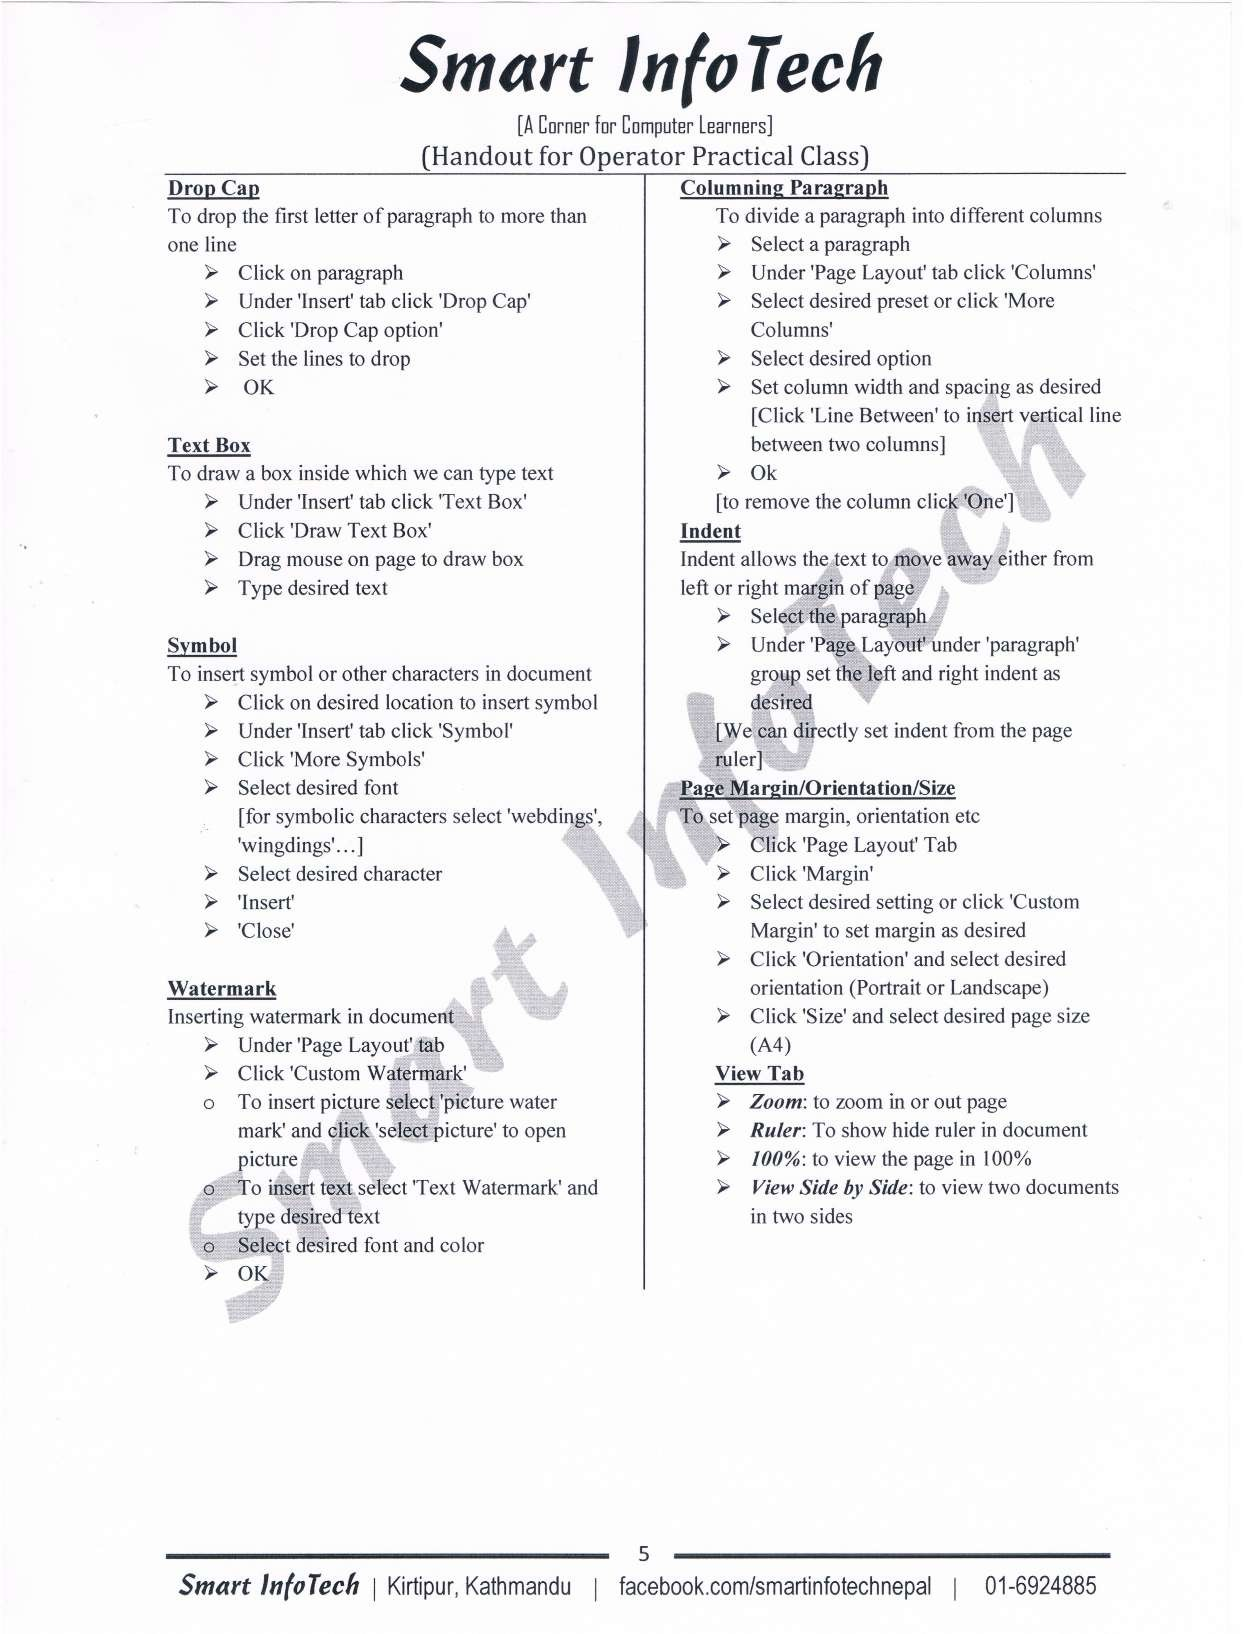 Smart InfoTech
[A Corner for Computer Learners]
(Handout for Operator Practical Class)
Drop Cap
To drop the first letter of paragraph to more than
one line
➢ Click on paragraph
➢ Under 'Insert' tab click 'Drop Cap'
➢ Click 'Drop Cap option'
➢ Set the lines to drop
➢ OK
Text Box
To draw a box inside which we can type text
➢ Under 'Insert' tab click 'Text Box'
➢ Click 'Draw Text Box'
➢ Drag mouse on page to draw box
➢ Type desired text
Symbol
To insert symbol or other characters in document
➢ Click on desired location to insert symbol
➢ Under 'Insert' tab click 'Symbol'
➢ Click 'More Symbols'
➢ Select desired font
[for symbolic characters select 'webdings',
'wingdings'…]
➢ Select desired character
➢ 'Insert'
➢ 'Close'
Watermark
Inserting watermark in document
➢ Under 'Page Layout' tab
➢ Click 'Custom Watermark'
o To insert picture select 'picture water
mark' and click 'select picture' to open
picture
o To insert text select 'Text Watermark' and
type desired text
o Select desired font and color
➢ OK
Columning Paragraph
To divide a paragraph into different columns
➢ Select a paragraph
➢ Under 'Page Layout' tab click 'Columns'
➢ Select desired preset or click 'More
Columns'
➢ Select desired option
➢ Set column width and spacing as desired
[Click 'Line Between' to insert vertical line
between two columns]
➢ Ok
[to remove the column click 'One']
Indent
Indent allows the text to move away either from
left or right margin of page
➢ Select the paragraph
➢ Under 'Page Layout' under 'paragraph'
group set the left and right indent as
desired
[We can directly set indent from the page
ruler]
Page Margin/Orientation/Size
To set page margin, orientation etc
➢ Click 'Page Layout' Tab
➢ Click 'Margin'
➢ Select desired setting or click 'Custom
Margin' to set margin as desired
➢ Click 'Orientation' and select desired
orientation (Portrait or Landscape)
➢ Click 'Size' and select desired page size
(A4)
View Tab
➢ Zoom: to zoom in or out page
➢ Ruler: To show hide ruler in document
➢ 100%: to view the page in 100%
➢ View Side by Side: to view two documents
in two sides
Smart InfoTech
5
Smart InfoTech | Kirtipur, Kathmandu | facebook.com/smartinfotechnepal | 01-6924885